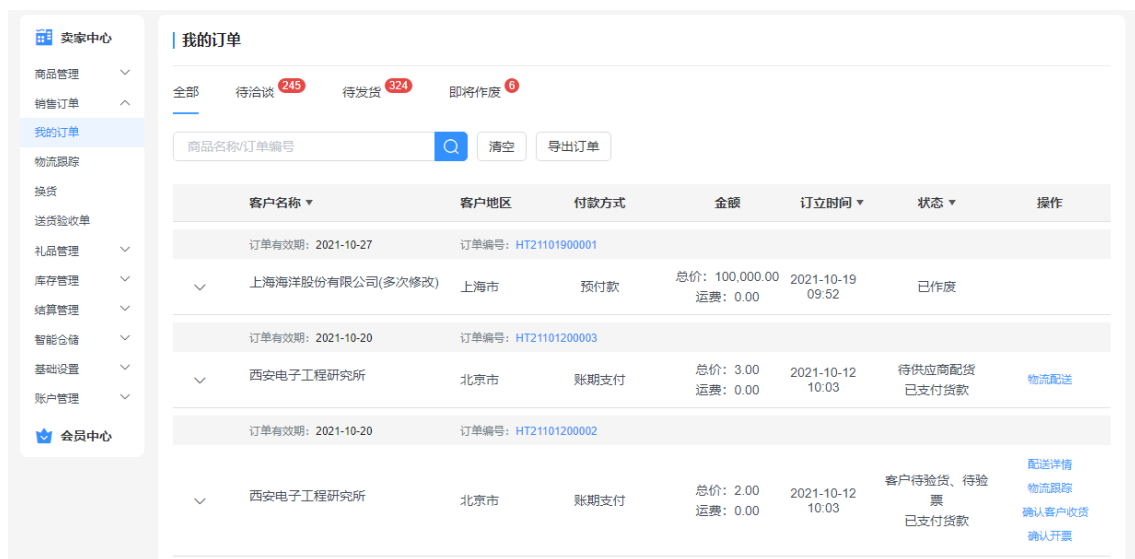 卖家中心
商品管理
销售订单
我的订单
物流跟踪
换货
送货验收单
礼品管理
库存管理
结算管理
智能仓储
基础设置
账户管理
会员中心
我的订单
全部 待洽谈 245 待发货 324 即将作废 6
商品名称/订单编号 清空 导出订单
客户名称 ▼ 客户地区 付款方式 金额 订立时间 ▼ 状态 ▼ 操作
订单有效期：2021-10-27 订单编号：HT21101900001
上海海洋股份有限公司(多次修改) 上海市 预付款 总价：100,000.00 2021-10-19 已作废
运费：0.00 09:52
订单有效期：2021-10-20 订单编号：HT21101200003
西安电子工程研究所 北京市 账期支付 总价：3.00 2021-10-12 待供应商配货 物流配送
运费：0.00 10:03 已支付货款
订单有效期：2021-10-20 订单编号：HT21101200002
配送详情
西安电子工程研究所 北京市 账期支付 总价：2.00 2021-10-12 客户待验货、待验 物流跟踪
运费：0.00 10:03 票 确认客户收货
已支付货款 确认开票